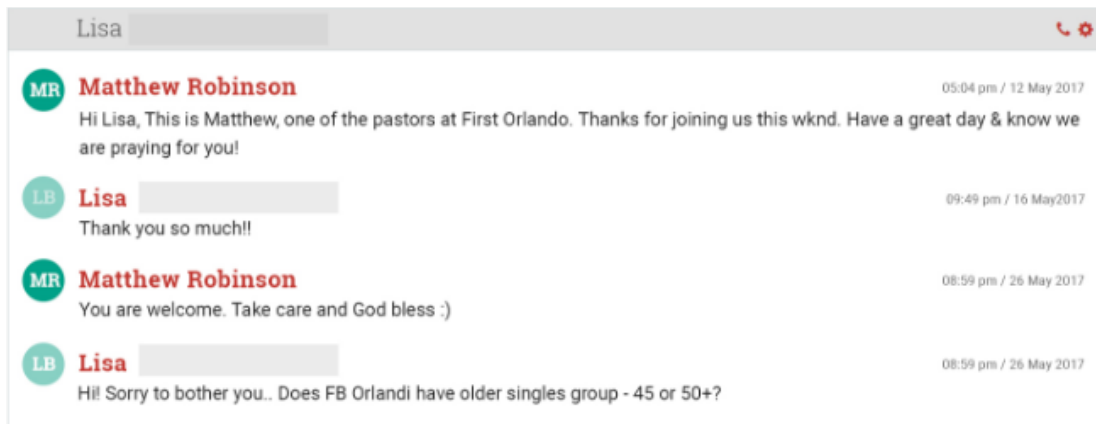 Lisa
MR Matthew Robinson 05:04 pm / 12 May 2017
Hi Lisa, This is Matthew, one of the pastors at First Orlando. Thanks for joining us this wknd. Have a great day & know we
are praying for you!
LB Lisa 09:49 pm / 16 May2017
Thank you so much!!
MR Matthew Robinson 08:59 pm / 26 May 2017
You are welcome. Take care and God bless :)
LB Lisa 08:59 pm / 26 May 2017
Hi! Sorry to bother you.. Does FB Orlandi have older singles group - 45 or 50+?